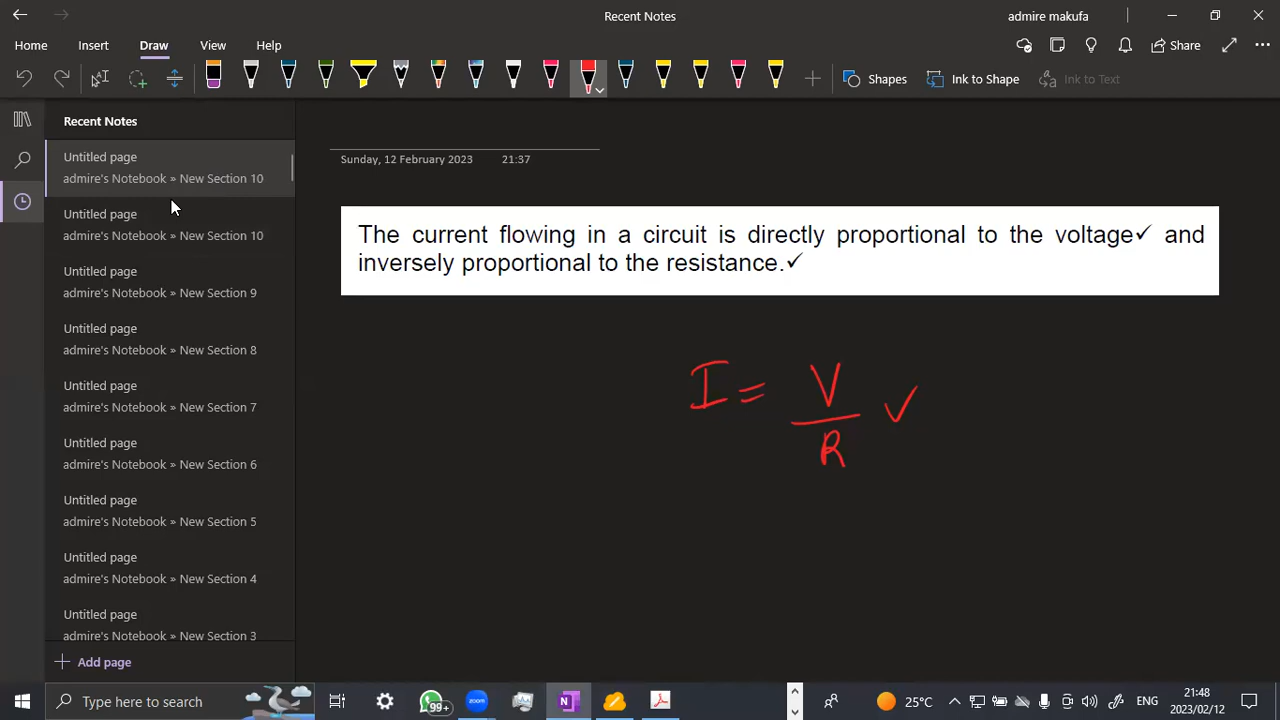 Recent Notes
admire makufa
Home Insert Draw View Help
Share
Shapes Ink to Shape Ink to Text
Recent Notes
Untitled page
admire's Notebook » New Section 10
Untitled page
admire's Notebook » New Section 10
Untitled page
admire's Notebook » New Section 9
Untitled page
admire's Notebook » New Section 8
Untitled page
admire's Notebook » New Section 7
Untitled page
admire's Notebook » New Section 6
Untitled page
admire's Notebook » New Section 5
Untitled page
admire's Notebook » New Section 4
Untitled page
admire's Notebook » New Section 3
Add page
Sunday, 12 February 2023 21:37
The current flowing in a circuit is directly proportional to the voltage✓ and
inversely proportional to the resistance.✓
I = V/R ✓
Type here to search
99+
25°C
ENG
21:48
2023/02/12